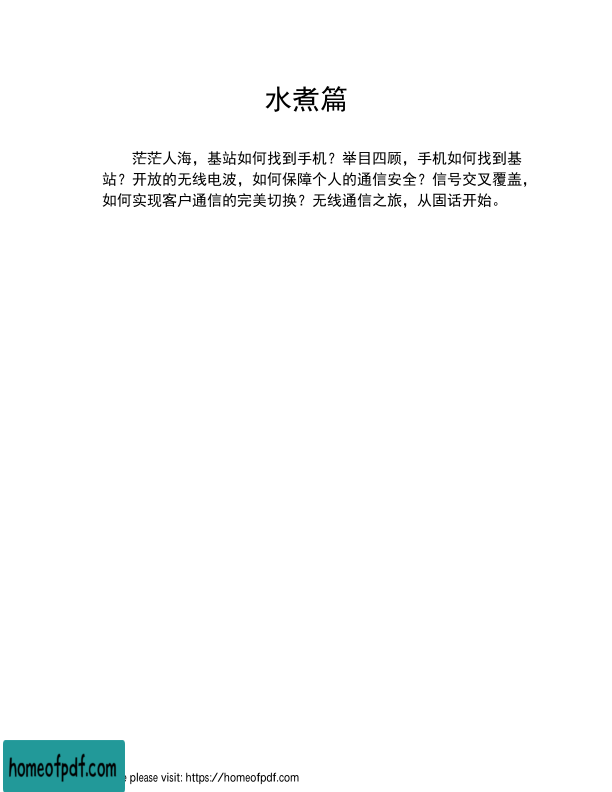 水煮篇
茫茫人海，基站如何找到手机？举目四顾，手机如何找到基
站？开放的无线电波，如何保障个人的通信安全？信号交叉覆盖，
如何实现客户通信的完美切换？无线通信之旅，从固话开始。
homeofpdf.com
please visit: https://homeofpdf.com